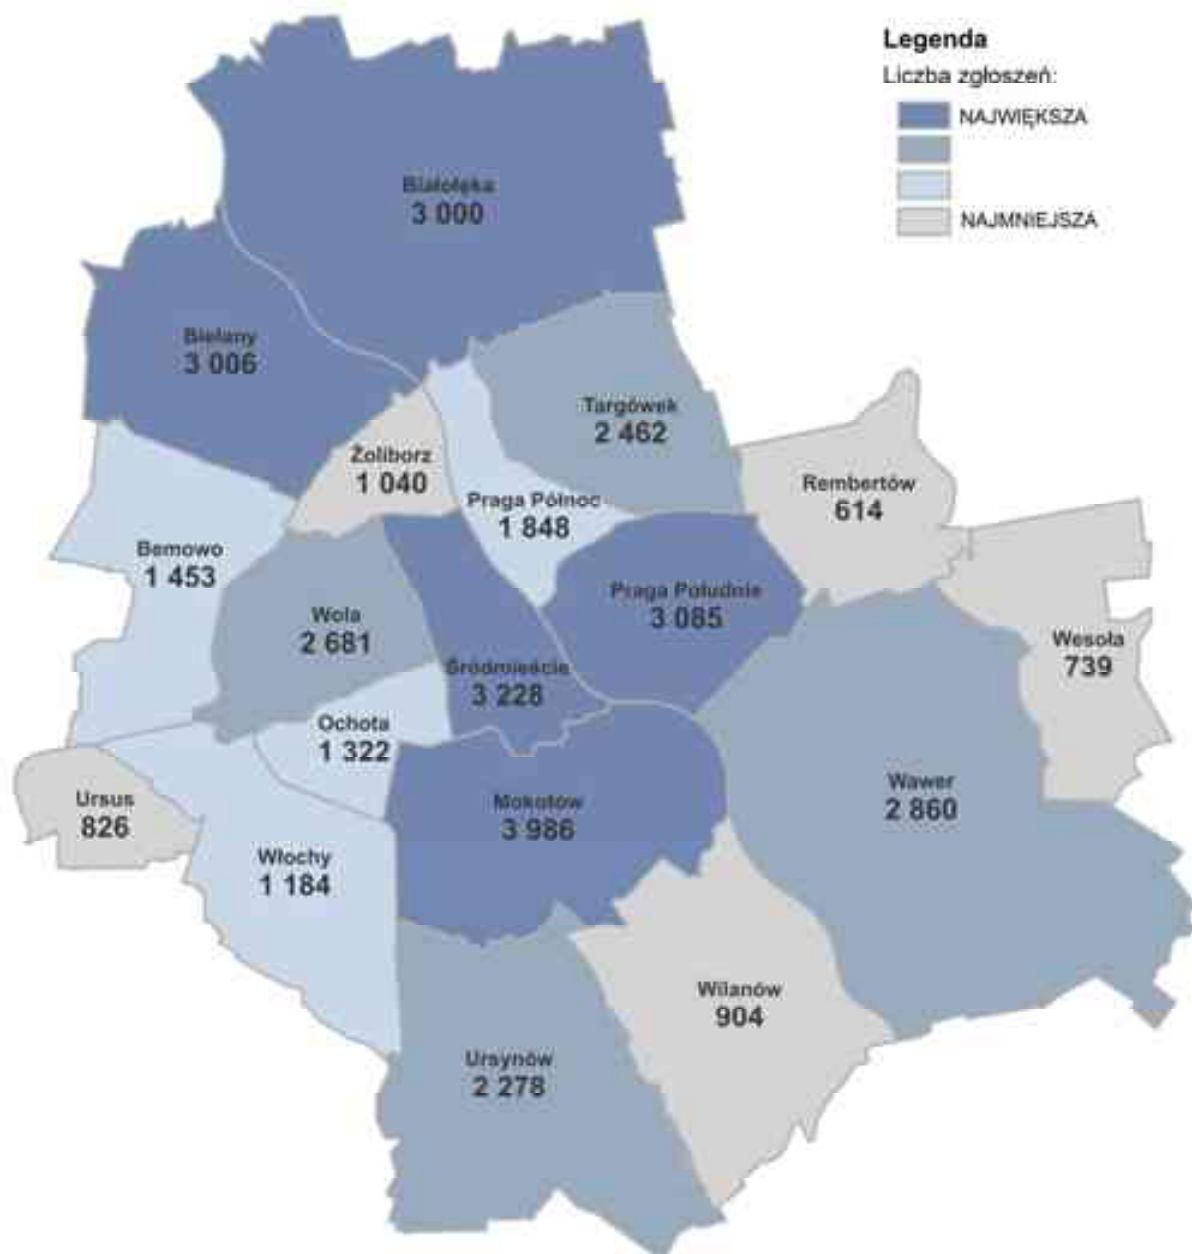 Legenda
Liczba zgłoszeń:
NAJWIĘKSZA
NAJMNIEJSZA
Białołęka
3 000
Bielany
3 006
Targówek
2 462
Żoliborz
1 040
Rembertów
614
Praga Północ
1 848
Bemowo
1 453
Praga Południe
3 085
Wola
2 681
Wesoła
739
Śródmieście
3 228
Ochota
1 322
Wawer
2 860
Ursus
826
Mokotów
3 986
Włochy
1 184
Wilanów
904
Ursynów
2 278